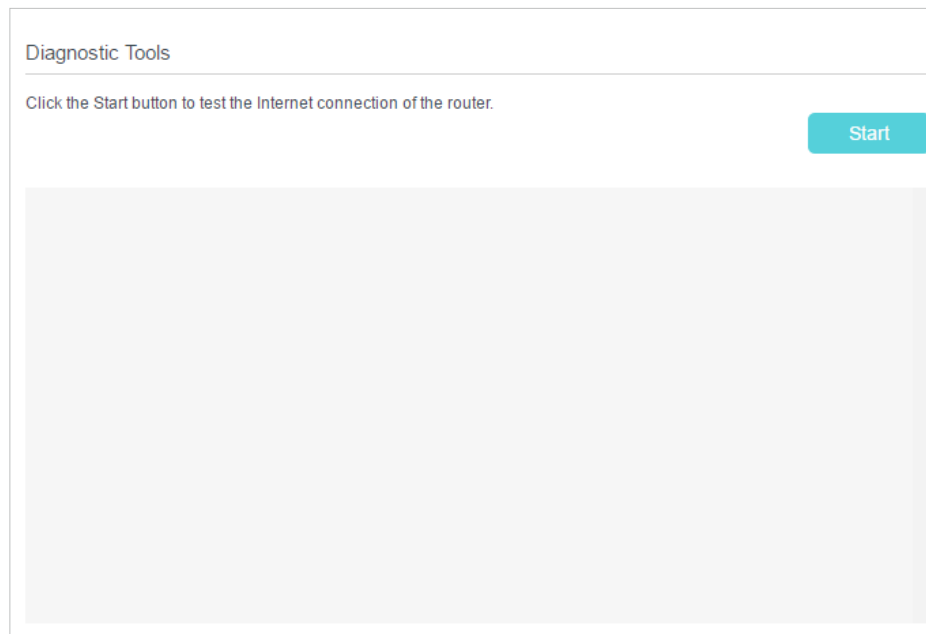 Diagnostic Tools
Click the Start button to test the Internet connection of the router.
Start